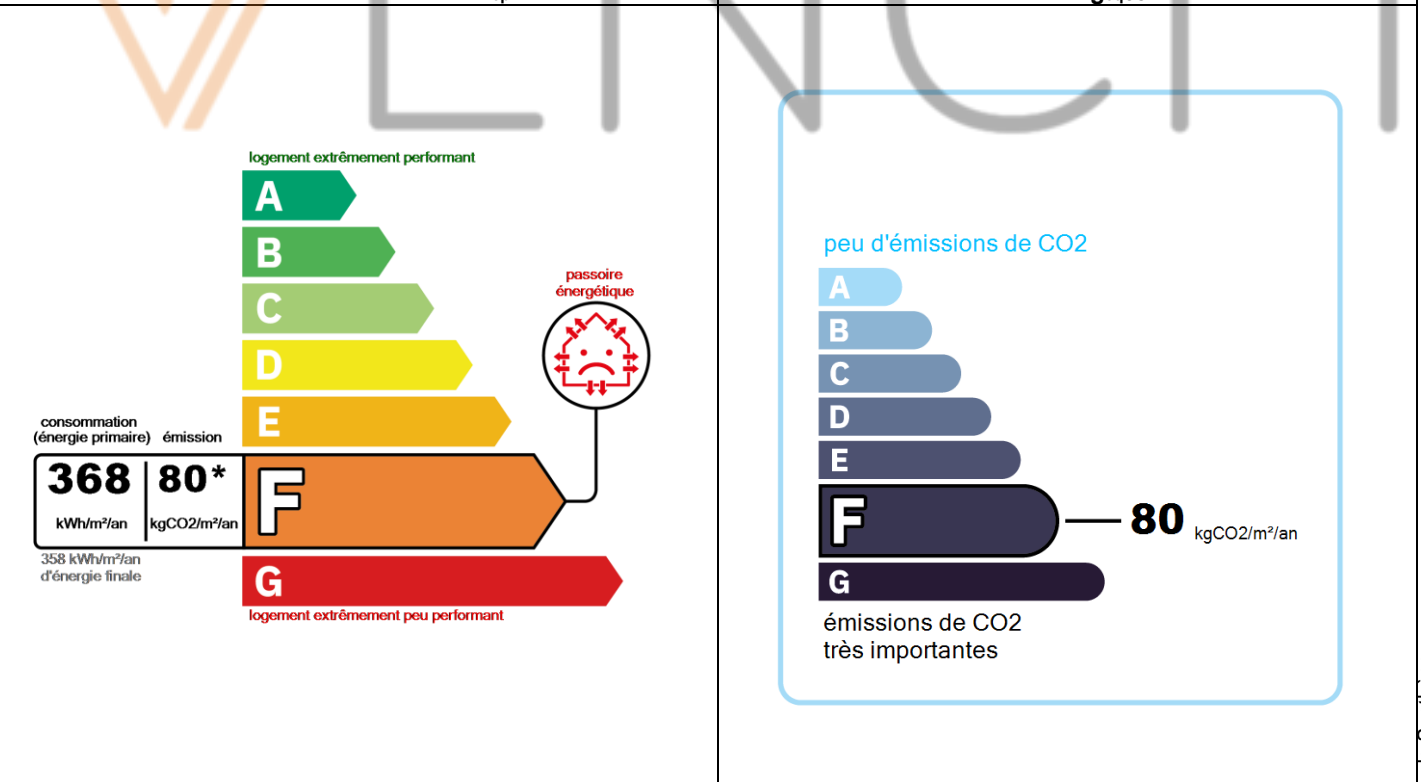 logement extrêmement performant
A
B
C
D
E
F
G
passoire
énergétique
consommation
(énergie primaire)
émission
368
80*
kWh/m²/an
kgCO2/m²/an
358 kWh/m²/an
d'énergie finale
logement extrêmement peu performant
peu d'émissions de CO2
A
B
C
D
E
F
G
80 kgCO2/m²/an
émissions de CO2
très importantes